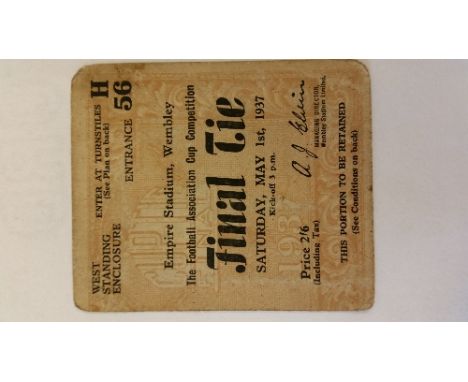 WEST
STANDING
ENCLOSURE
ENTER AT TURNSTILES H
(See Plan on back)
ENTRANCE 56
Empire Stadium, Wembley
The Football Association Cup Competition
Final Tie
SATURDAY, MAY 1st, 1937
Kick-off 3 p.m.
Price 2/6
(Including Tax)
MANAGING DIRECTOR,
Wembley Stadium Limited.
THIS PORTION TO BE RETAINED
(See Conditions on back)